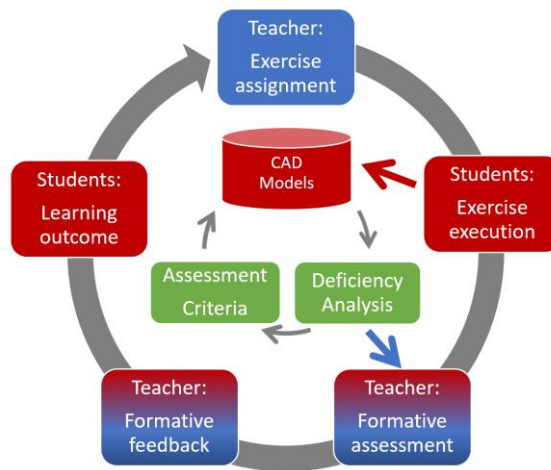 Teacher:
Exercise
assignment
CAD
Models
Students:
Learning
outcome
Students:
Exercise
execution
Assessment
Criteria
Deficiency
Analysis
Teacher:
Formative
feedback
Teacher:
Formative
assessment